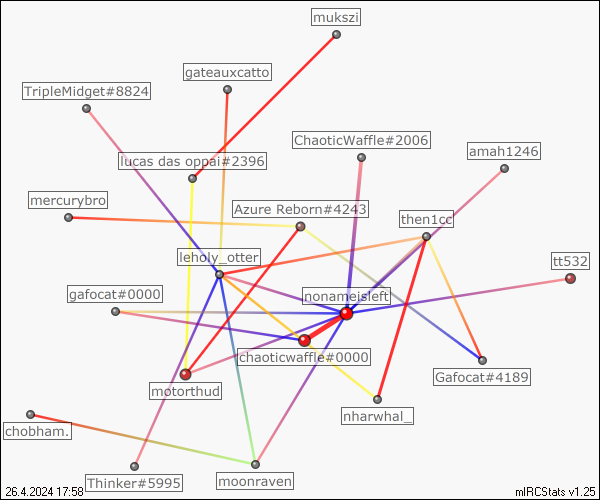 mukszi
gateauxcatto
TripleMidget#8824
ChaoticWaffle#2006
amah1246
lucas das oppai#2396
mercurybro
Azure Reborn#4243
then1cc
leholy_otter
tt532
gafocat#0000
nonameisleft
chaoticwaffle#0000
Gafocat#4189
motorthud
nharwhal_
chobham.
Thinker#5995
moonraven
26.4.2024 17:58
mIRCStats v1.25